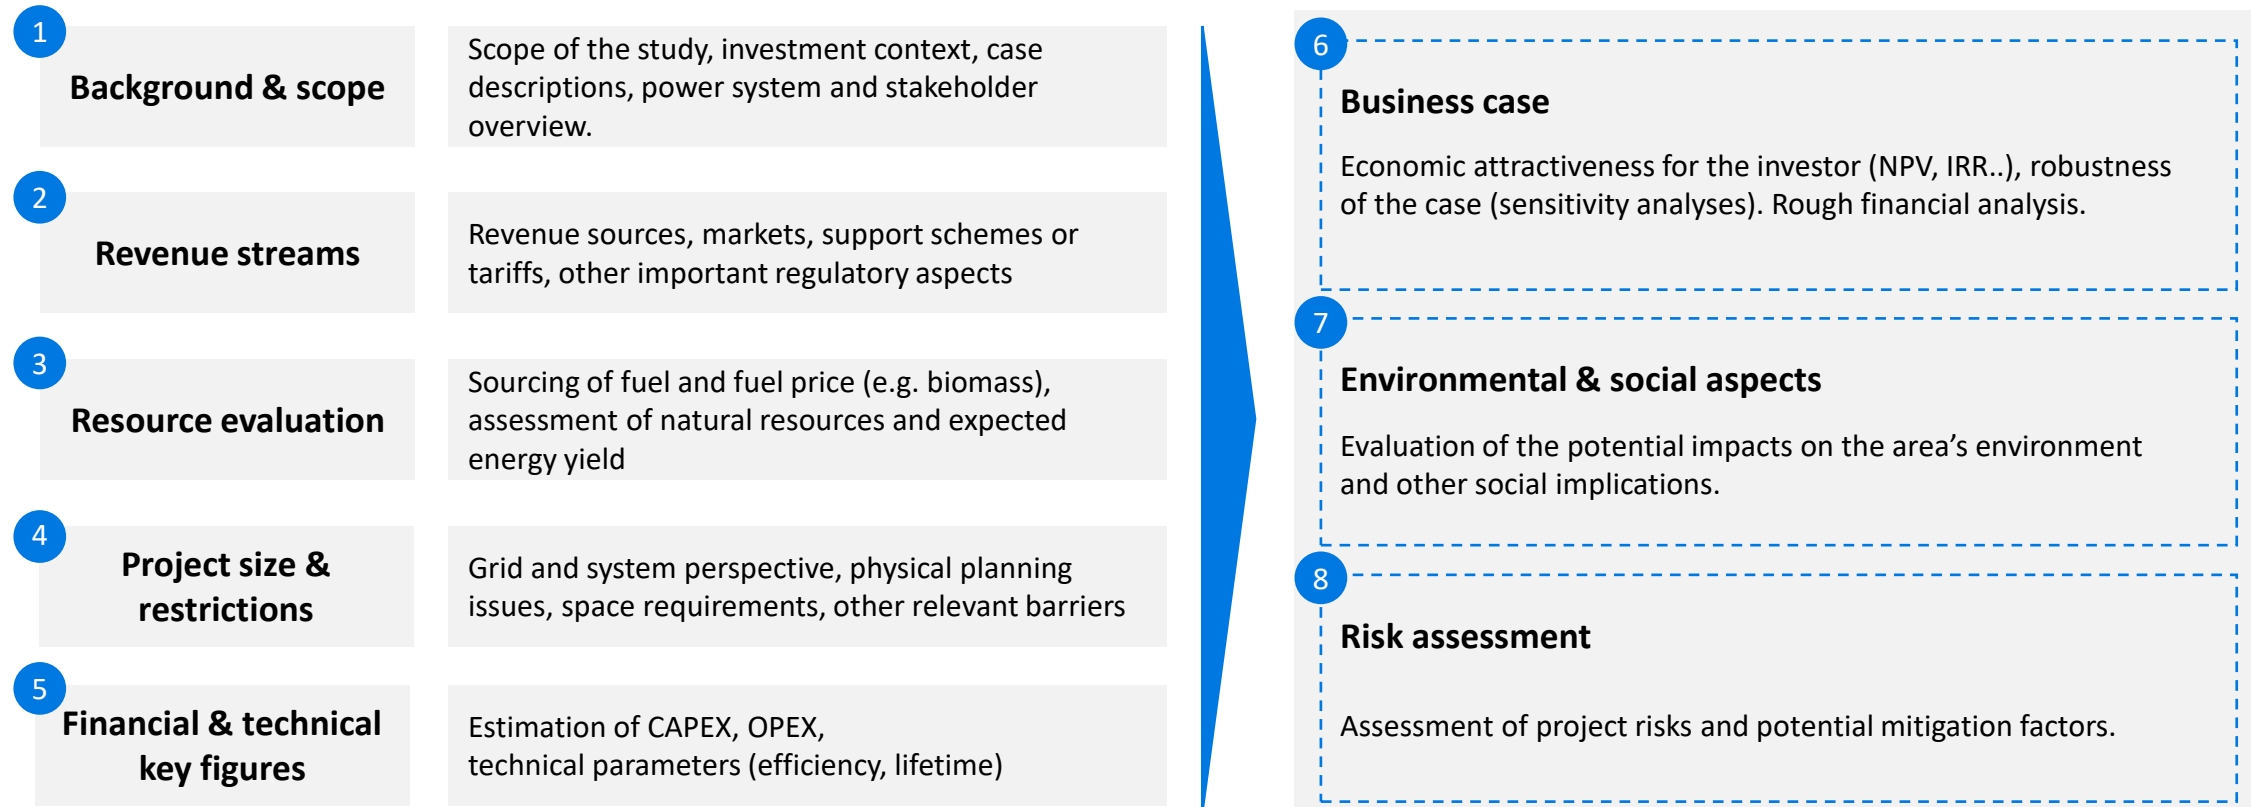 1
Background & scope
Scope of the study, investment context, case
descriptions, power system and stakeholder
overview.
2
Revenue streams
Revenue sources, markets, support schemes or
tariffs, other important regulatory aspects
3
Resource evaluation
Sourcing of fuel and fuel price (e.g. biomass),
assessment of natural resources and expected
energy yield
4
Project size &
restrictions
Grid and system perspective, physical planning
issues, space requirements, other relevant barriers
5
Financial & technical
key figures
Estimation of CAPEX, OPEX,
technical parameters (efficiency, lifetime)
6
Business case
Economic attractiveness for the investor (NPV, IRR..), robustness
of the case (sensitivity analyses). Rough financial analysis.
7
Environmental & social aspects
Evaluation of the potential impacts on the area’s environment
and other social implications.
8
Risk assessment
Assessment of project risks and potential mitigation factors.